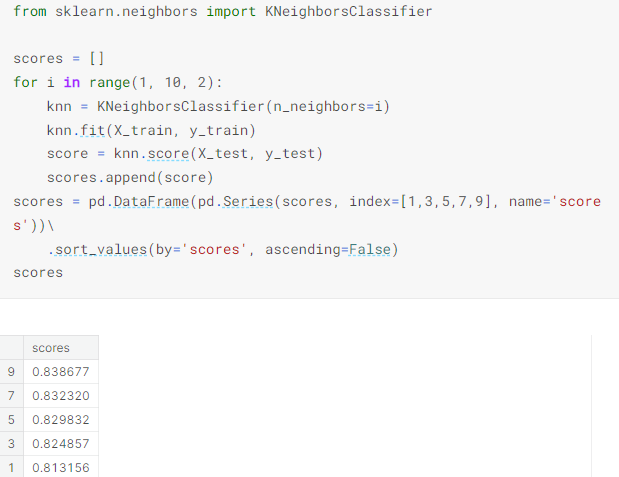 from sklearn.neighbors import KNeighborsClassifier
scores = []
for i in range(1, 10, 2):
    knn = KNeighborsClassifier(n_neighbors=i)
    knn.fit(X_train, y_train)
    score = knn.score(X_test, y_test)
    scores.append(score)
scores = pd.DataFrame(pd.Series(scores, index=[1,3,5,7,9], name='score
s'))\
    .sort_values(by='scores', ascending=False)
scores
scores
9 0.838677
7 0.832320
5 0.829832
3 0.824857
1 0.813156